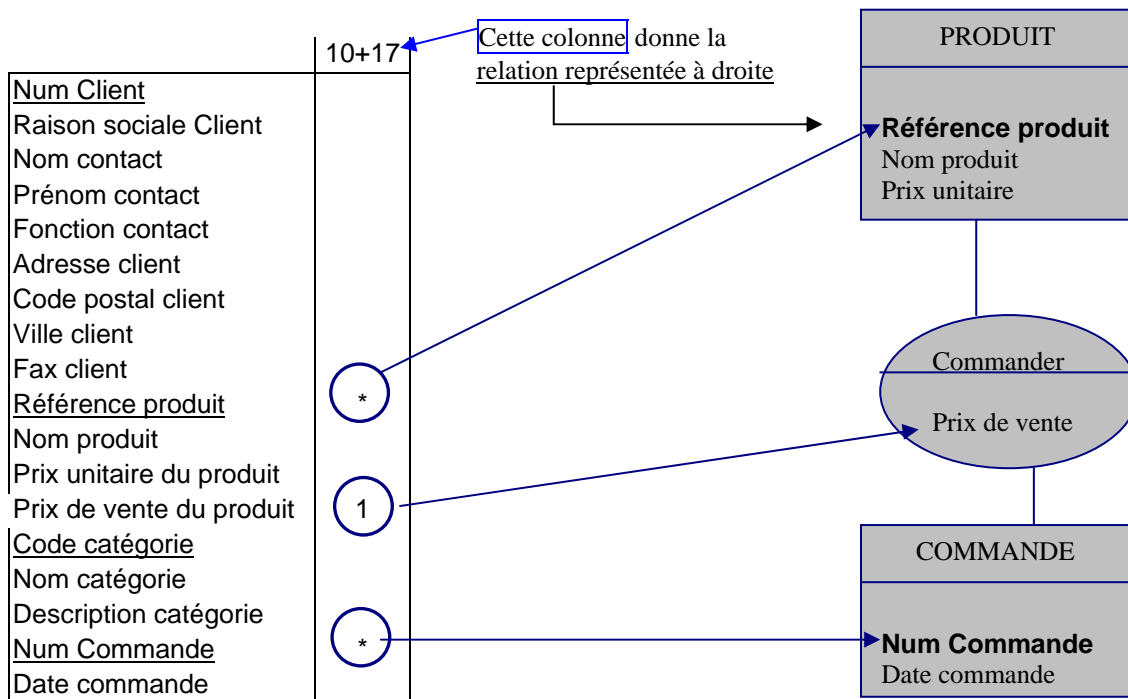 10+17
Num Client
Raison sociale Client
Nom contact
Prénom contact
Fonction contact
Adresse client
Code postal client
Ville client
Fax client
*
Référence produit
Nom produit
Prix unitaire du produit
Prix de vente du produit
1
Code catégorie
Nom catégorie
Description catégorie
*
Num Commande
Date commande
Cette colonne donne la
relation représentée à droite
PRODUIT
Référence produit
Nom produit
Prix unitaire
Commander
Prix de vente
COMMANDE
Num Commande
Date commande